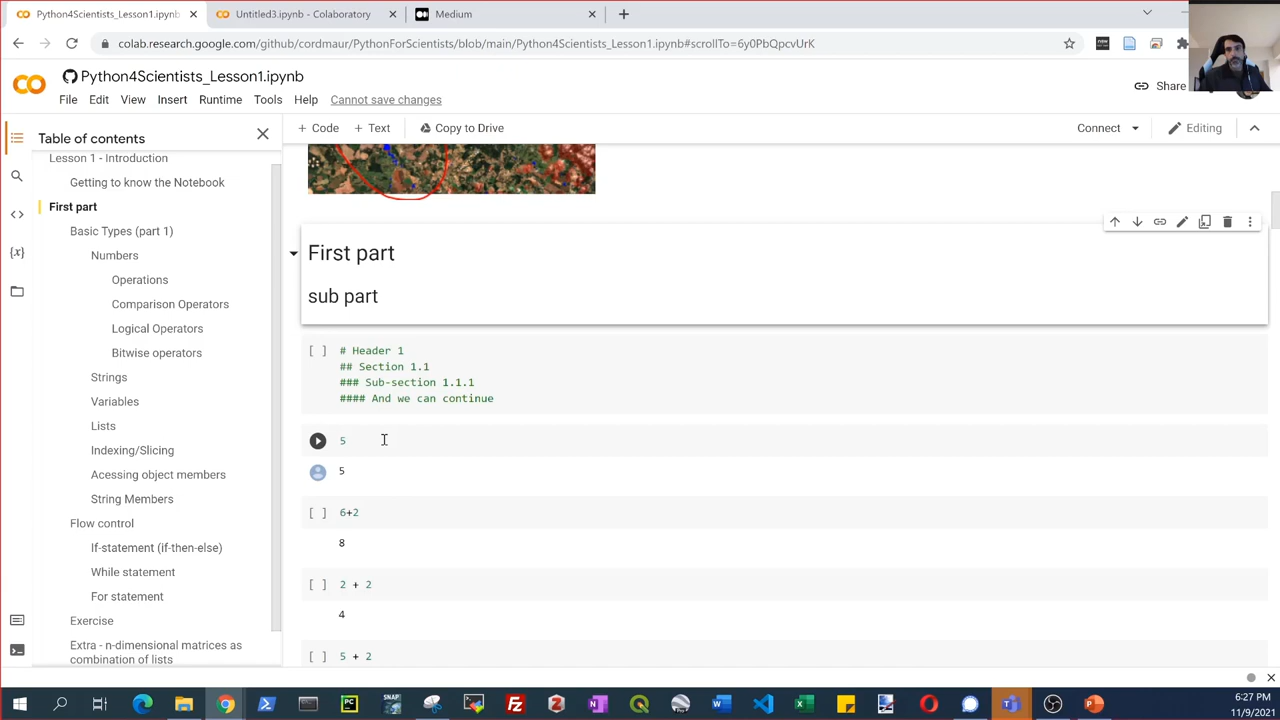 Python4Scientists_Lesson1.ipynb
Untitled3.ipynb - Colaboratory
Medium
colab.research.google.com/github/cordmaur/PythonForScientists/blob/main/Python4Scientists_Lesson1.ipynb#scrollTo=6y0PbQpcvUrK
Python4Scientists_Lesson1.ipynb
File Edit View Insert Runtime Tools Help Cannot save changes
Share
Table of contents
+ Code + Text Copy to Drive
Connect
Editing
Lesson 1 - Introduction
Getting to know the Notebook
First part
Basic Types (part 1)
Numbers
Operations
Comparison Operators
Logical Operators
Bitwise operators
Strings
Variables
Lists
Indexing/Slicing
Acessing object members
String Members
Flow control
If-statement (if-then-else)
While statement
For statement
Exercise
Extra - n-dimensional matrices as
combination of lists
First part
sub part
[ ] # Header 1
## Section 1.1
### Sub-section 1.1.1
#### And we can continue
5
5
[ ] 6+2
8
[ ] 2 + 2
4
[ ] 5 + 2
6:27 PM
11/9/2021